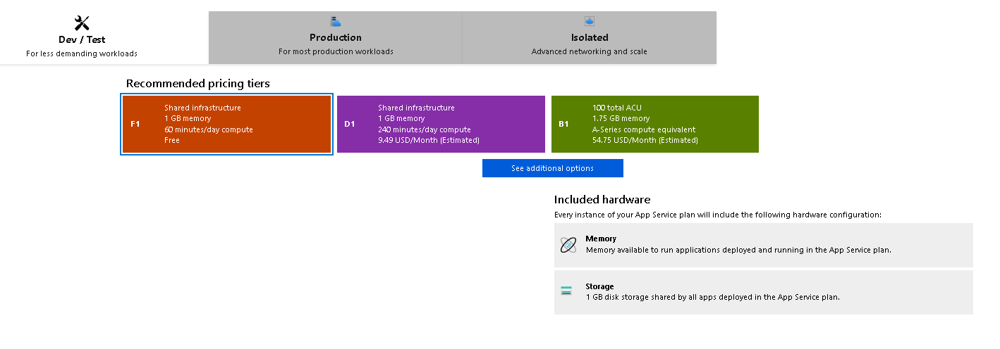 Dev / Test
For less demanding workloads
Production
For most production workloads
Isolated
Advanced networking and scale
Recommended pricing tiers
F1
Shared infrastructure
1 GB memory
60 minutes/day compute
Free
D1
Shared infrastructure
1 GB memory
240 minutes/day compute
9.49 USD/Month (Estimated)
B1
100 total ACU
1.75 GB memory
A-Series compute equivalent
54.75 USD/Month (Estimated)
See additional options
Included hardware
Every instance of your App Service plan will include the following hardware configuration:
Memory
Memory available to run applications deployed and running in the App Service plan.
Storage
1 GB disk storage shared by all apps deployed in the App Service plan.